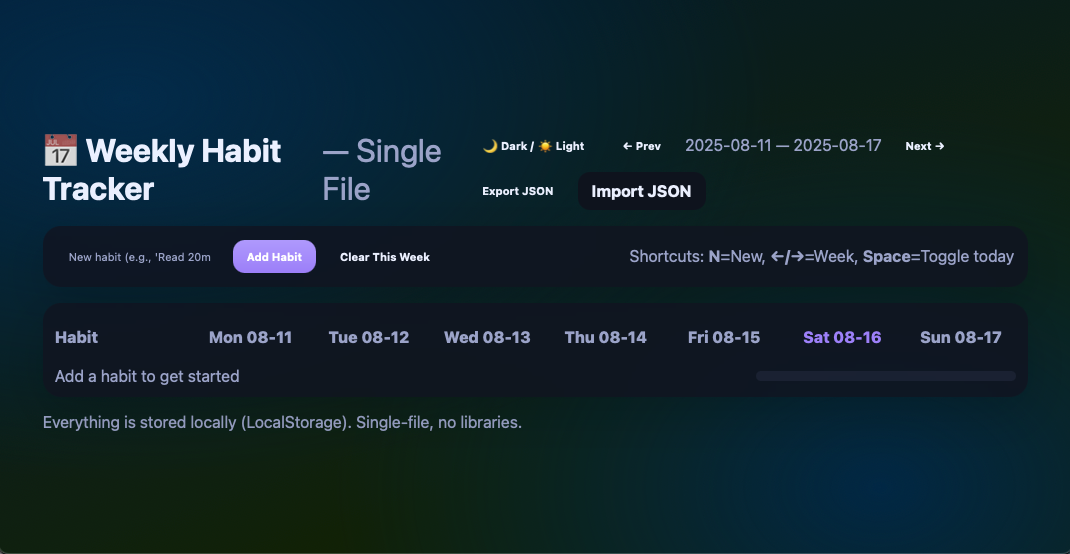 📅 Weekly Habit Tracker — Single File
🌙 Dark / ☀️ Light ← Prev 2025-08-11 — 2025-08-17 Next →
Export JSON Import JSON
New habit (e.g., 'Read 20m Add Habit Clear This Week Shortcuts: N=New, ←/→=Week, Space=Toggle today
Habit Mon 08-11 Tue 08-12 Wed 08-13 Thu 08-14 Fri 08-15 Sat 08-16 Sun 08-17
Add a habit to get started
Everything is stored locally (LocalStorage). Single-file, no libraries.